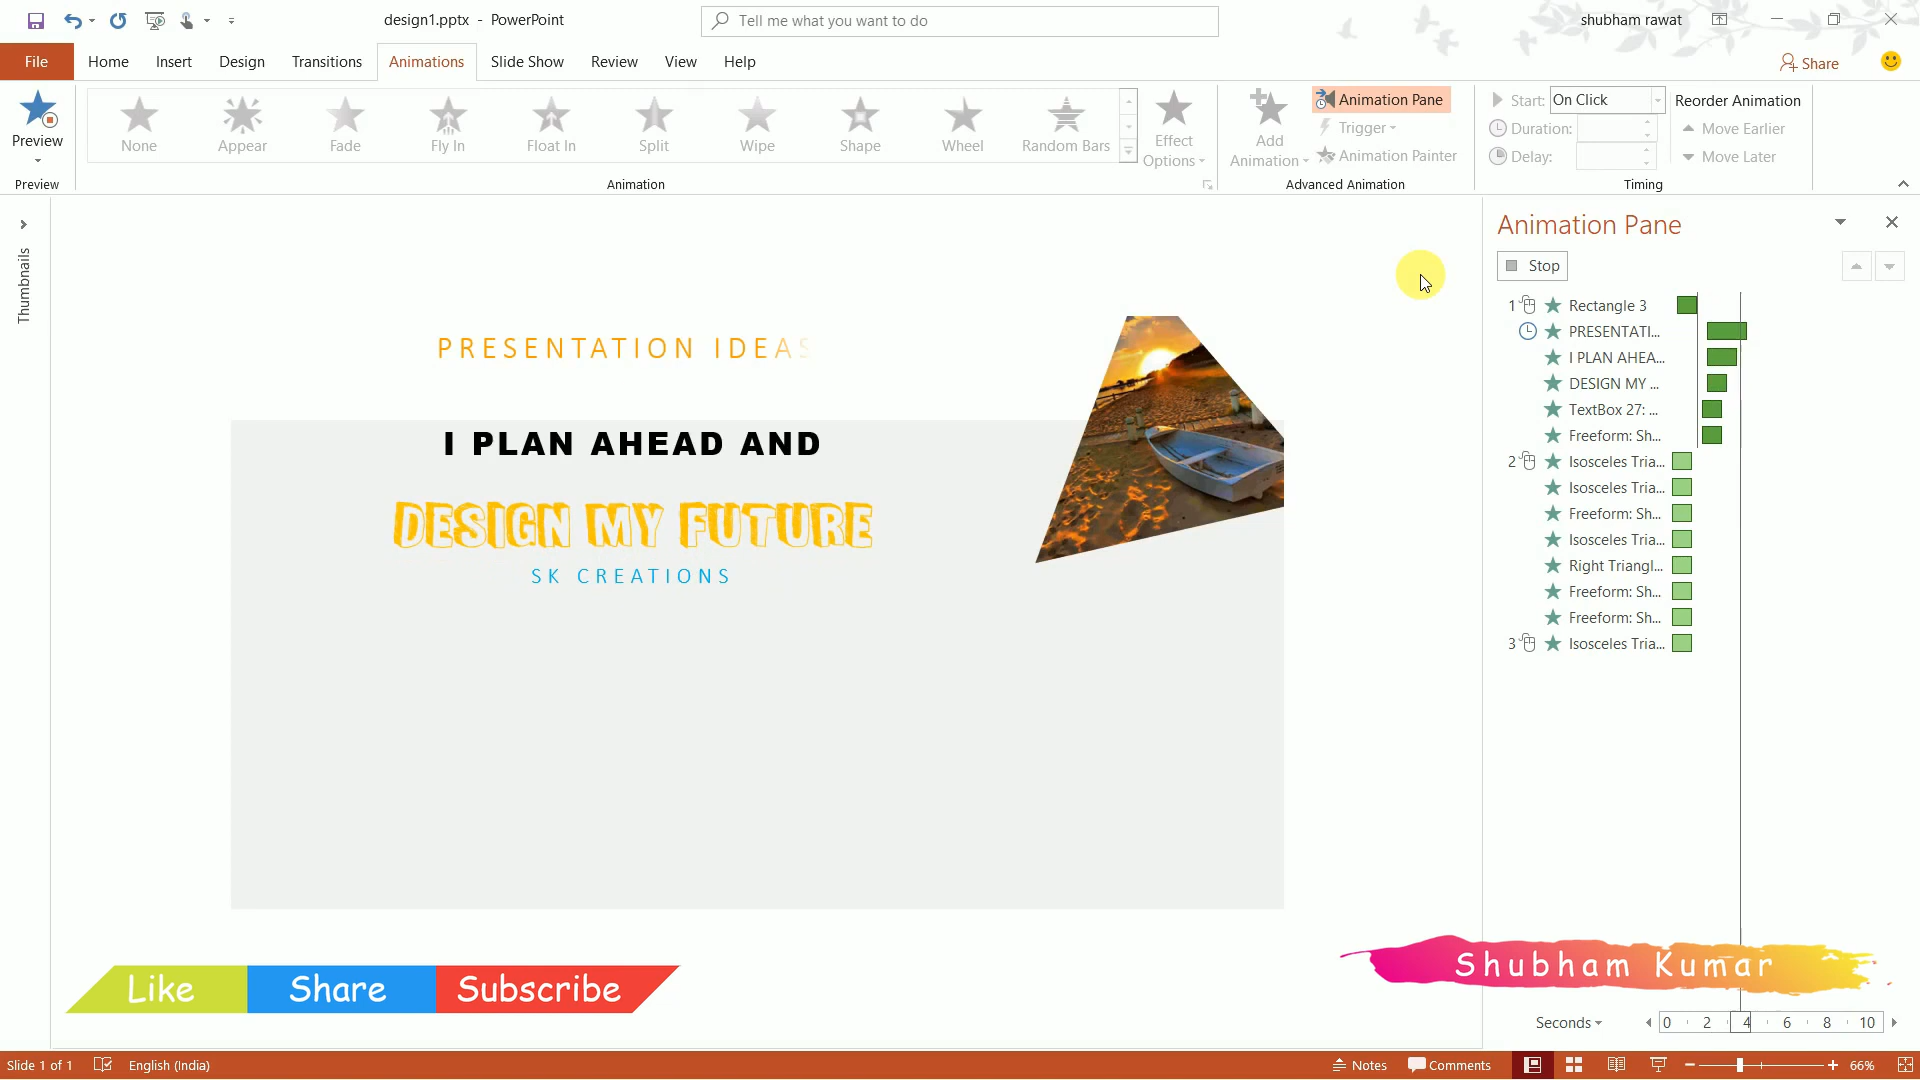 design1.pptx - PowerPoint
Tell me what you want to do
shubham rawat
File Home Insert Design Transitions Animations Slide Show Review View Help
Share
Preview
None Appear Fade Fly In Float In Split Wipe Shape Wheel Random Bars
Effect Options
Add Animation
Animation Pane
Trigger
Animation Painter
Start: On Click
Duration:
Delay:
Reorder Animation
Move Earlier
Move Later
Preview
Animation
Advanced Animation
Timing
Thumbnails
PRESENTATION IDEAS
I PLAN AHEAD AND
DESIGN MY FUTURE
SK CREATIONS
Animation Pane
Stop
1 Rectangle 3
PRESENTATI...
I PLAN AHEA...
DESIGN MY ...
TextBox 27: ...
Freeform: Sh...
2 Isosceles Tria...
Isosceles Tria...
Freeform: Sh...
Isosceles Tria...
Right Triangl...
Freeform: Sh...
Freeform: Sh...
3 Isosceles Tria...
Like Share Subscribe
Shubham Kumar
Seconds 0 2 4 6 8 10
Slide 1 of 1
English (India)
Notes
Comments
66%